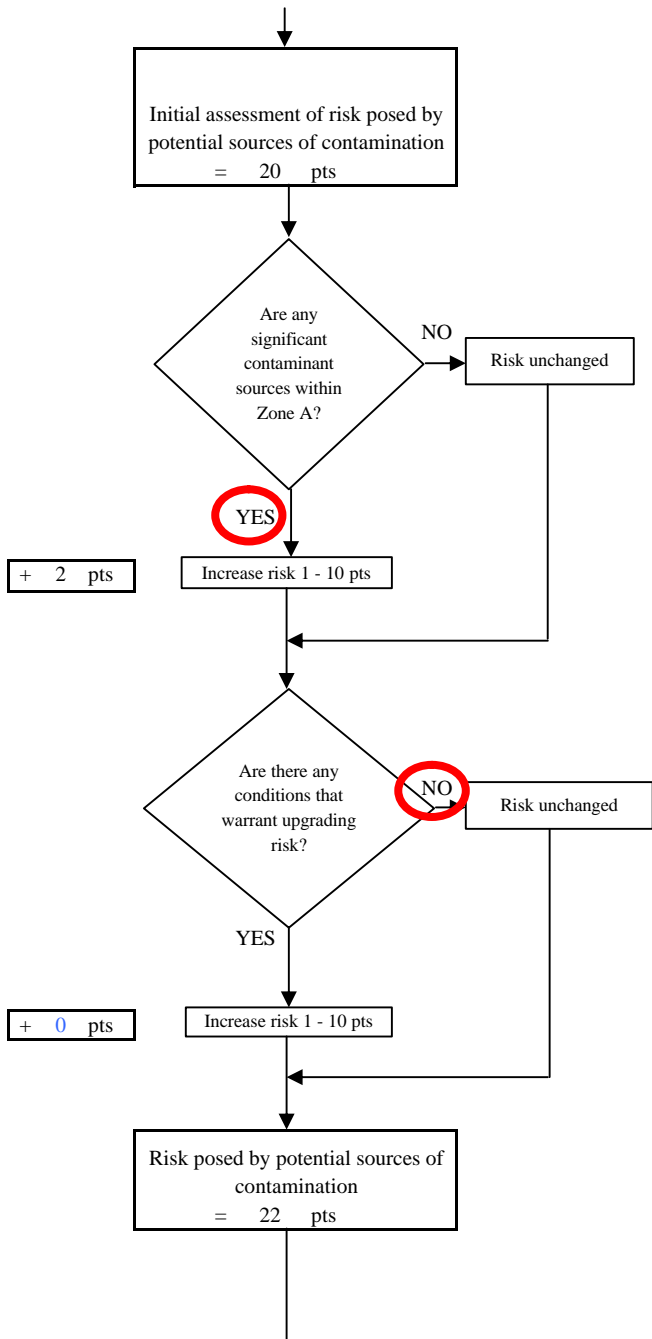 Initial assessment of risk posed by
potential sources of contamination
= 20 pts
Are any
significant
contaminant
sources within
Zone A?
NO
Risk unchanged
YES
+ 2 pts
Increase risk 1 - 10 pts
Are there any
conditions that
warrant upgrading
risk?
NO
Risk unchanged
YES
+ 0 pts
Increase risk 1 - 10 pts
Risk posed by potential sources of
contamination
= 22 pts